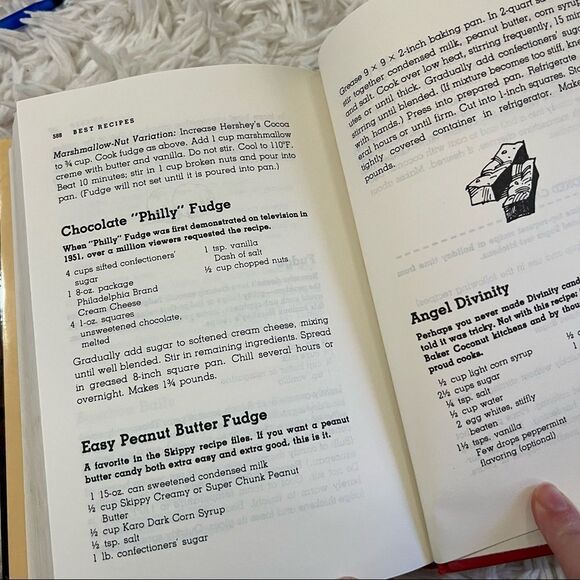 588 BEST RECIPES
Marshmallow-Nut Variation: Increase Hershey's Cocoa
to ¾ cup. Cook fudge as above. Add 1 cup marshmallow
creme with butter and vanilla. Do not stir. Cool to 110°F.
Beat 10 minutes; stir in 1 cup broken nuts and pour into
pan. (Fudge will not set until it is poured into pan.)
Chocolate "Philly" Fudge
When "Philly" Fudge was first demonstrated on television in
1951, over a million viewers requested the recipe.
4 cups sifted confectioners'
sugar
1 8-oz. package
Philadelphia Brand
Cream Cheese
4 1-oz. squares
unsweetened chocolate,
melted
1 tsp. vanilla
Dash of salt
½ cup chopped nuts
Gradually add sugar to softened cream cheese, mixing
until well blended. Stir in remaining ingredients. Spread
in greased 8-inch square pan. Chill several hours or
overnight. Makes 1¾ pounds.
Easy Peanut Butter Fudge
A favorite in the Skippy recipe files. If you want a peanut
butter candy both extra easy and extra good, this is it.
1 15-oz. can sweetened condensed milk
½ cup Skippy Creamy or Super Chunk Peanut
Butter
½ cup Karo Dark Corn Syrup
½ tsp. salt
1 lb. confectioners' sugar
Grease 9 × 9 × 2-inch baking pan. In 2-quart
stir together condensed milk, peanut butter, corn
and salt. Cook over low heat, stirring frequently, 15
utes or until thick. Gradually add confectioners'
stirring until blended. (If mixture becomes too stiff,
with hands.) Press into prepared pan. Refrigerate
eral hours or until firm. Cut into 1-inch squares.
tightly covered container in refrigerator.
pounds.
Angel Divinity
Perhaps you never made Divinity
told it was tricky. Not with this recipe
Baker Coconut kitchens and by
proud cooks.
½ cup light corn syrup
2½ cups sugar
¼ tsp. salt
½ cup water
2 egg whites, stiffly
beaten
1½ tsps. vanilla
Few drops peppermint
flavoring (optional)